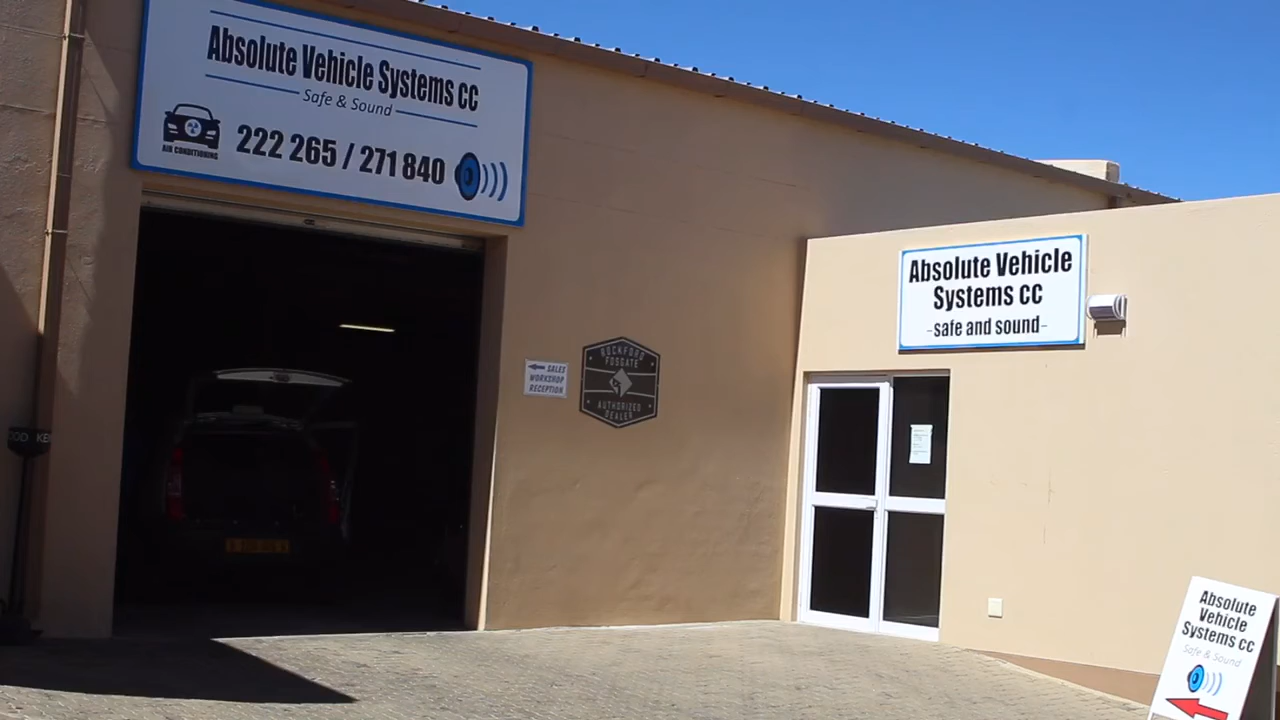 Absolute Vehicle Systems cc
Safe & Sound
AIR CONDITIONING
222 265 / 271 840
Absolute Vehicle
Systems cc
-safe and sound-
SALES
WORKSHOP
RECEPTION
ROCKFORD
FOSGATE
AUTHORIZED
DEALER
Absolute
Vehicle
Systems cc
Safe & Sound